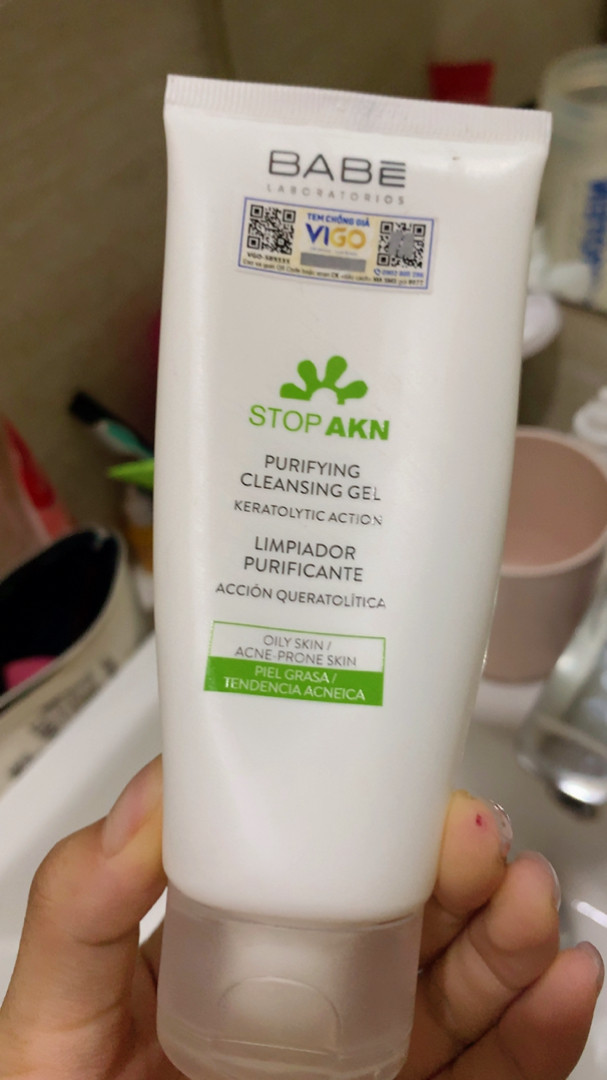 BABĒ
LABORATORIOS
TEM CHỐNG GIẢ
VIGO
STOP AKN
PURIFYING
CLEANSING GEL
KERATOLYTIC ACTION
LIMPIADOR
PURIFICANTE
ACCIÓN QUERATOLÍTICA
OILY SKIN /
ACNE-PRONE SKIN
PIEL GRASA /
TENDENCIA ACNEICA